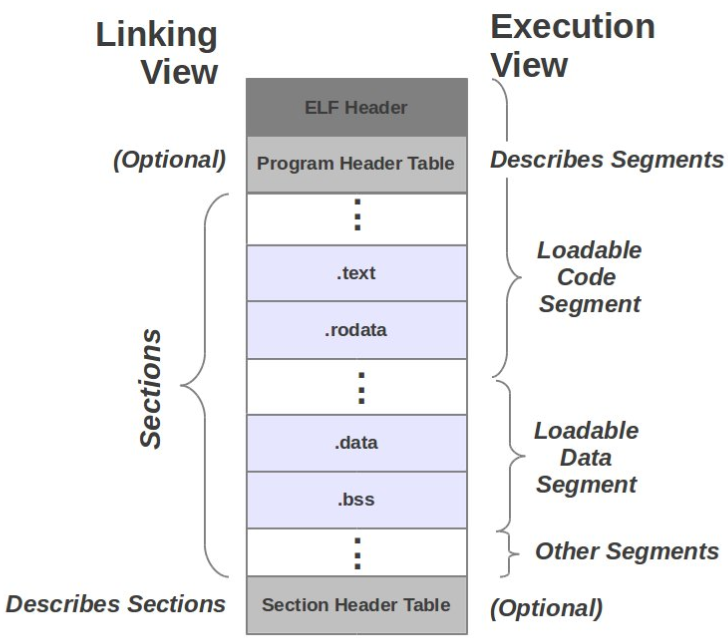 Linking
View
Execution
View
ELF Header
(Optional)
Program Header Table
Describes Segments
.text
Loadable
Code
Segment
.rodata
Sections
.data
Loadable
Data
Segment
.bss
Other Segments
Describes Sections
Section Header Table
(Optional)